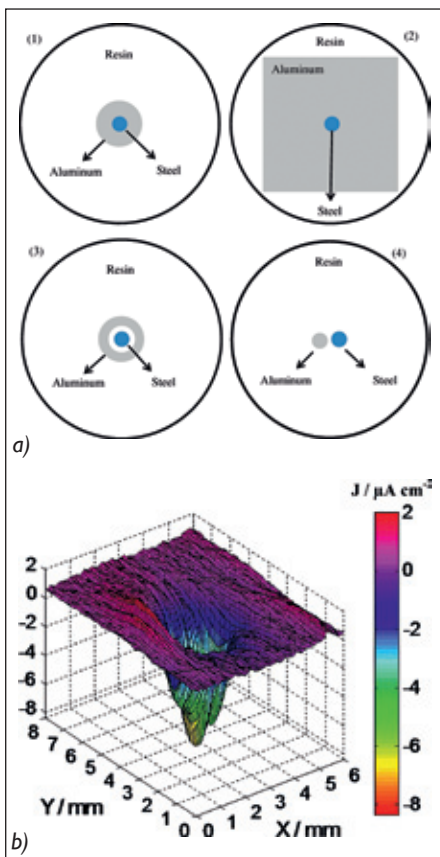 (1)
Resin
Aluminum
Steel
(2)
Resin
Aluminum
Steel
(3)
Resin
Aluminum
Steel
(4)
Resin
Aluminum
Steel
a)
J / µA cm⁻²
2
0
-2
-4
-6
-8
2
0
-2
-4
-6
-8
8
7
6
5
4
3
2
1
0
Y/mm
0
1
2
3
4
5
6
X/mm
b)